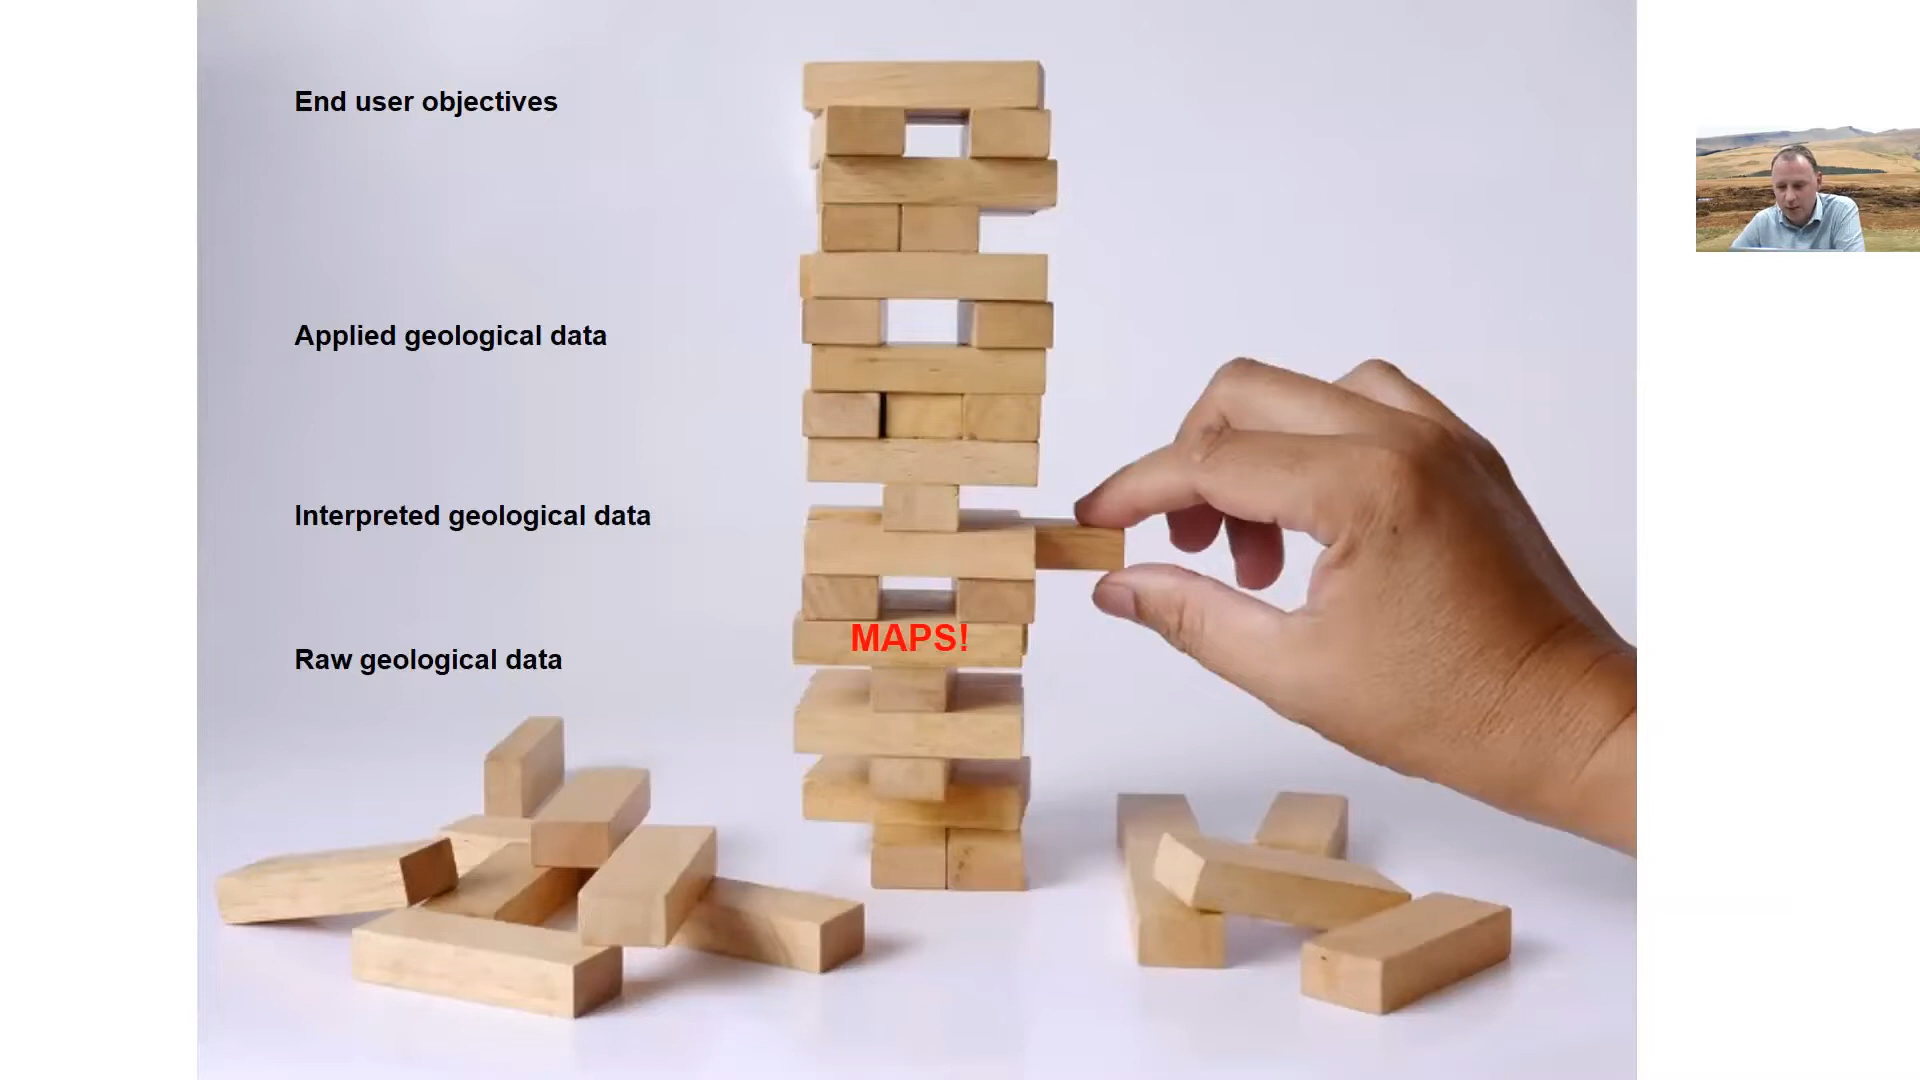 End user objectives
Applied geological data
Interpreted geological data
MAPS!
Raw geological data